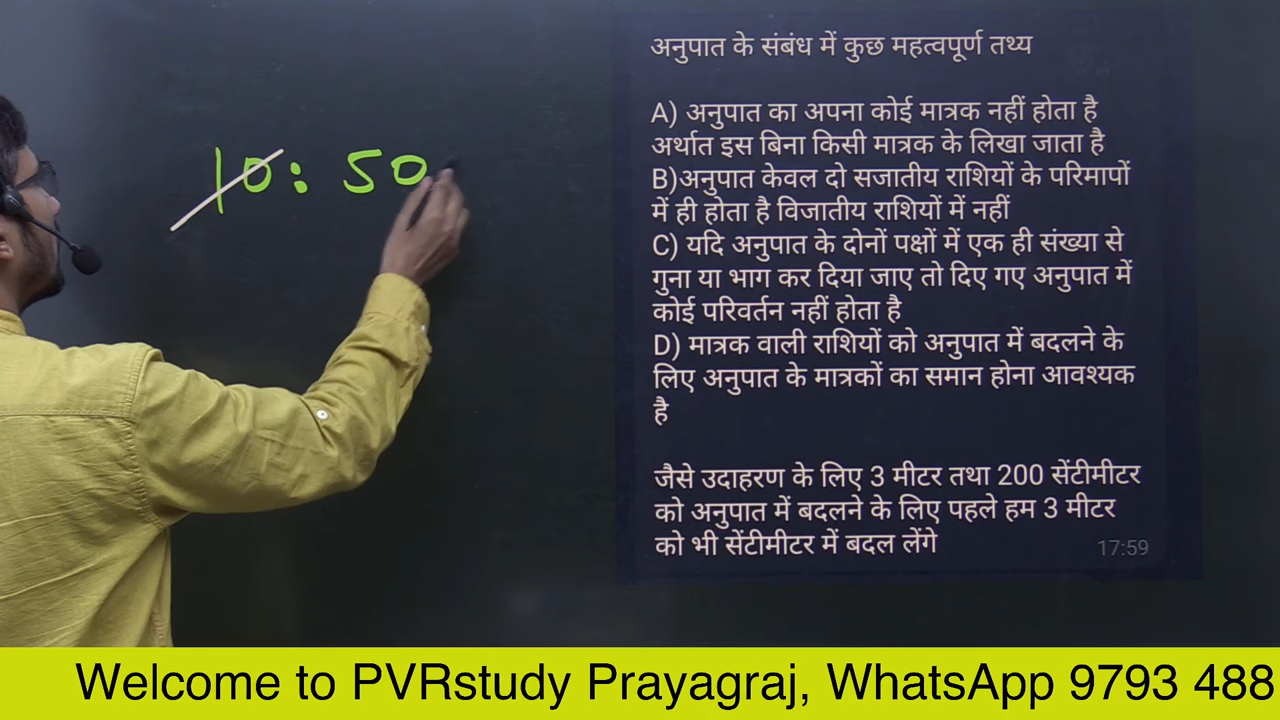 10: 50
अनुपात के संबंध में कुछ महत्वपूर्ण तथ्य
A) अनुपात का अपना कोई मात्रक नहीं होता है
अर्थात इस बिना किसी मात्रक के लिखा जाता है
B)अनुपात केवल दो सजातीय राशियों के परिमापों
में ही होता है विजातीय राशियों में नहीं
C) यदि अनुपात के दोनों पक्षों में एक ही संख्या से
गुना या भाग कर दिया जाए तो दिए गए अनुपात में
कोई परिवर्तन नहीं होता है
D) मात्रक वाली राशियों को अनुपात में बदलने के
लिए अनुपात के मात्रकों का समान होना आवश्यक
है
जैसे उदाहरण के लिए 3 मीटर तथा 200 सेंटीमीटर
को अनुपात में बदलने के लिए पहले हम 3 मीटर
को भी सेंटीमीटर में बदल लेंगे
17:59
Welcome to PVRstudy Prayagraj, WhatsApp 9793 488